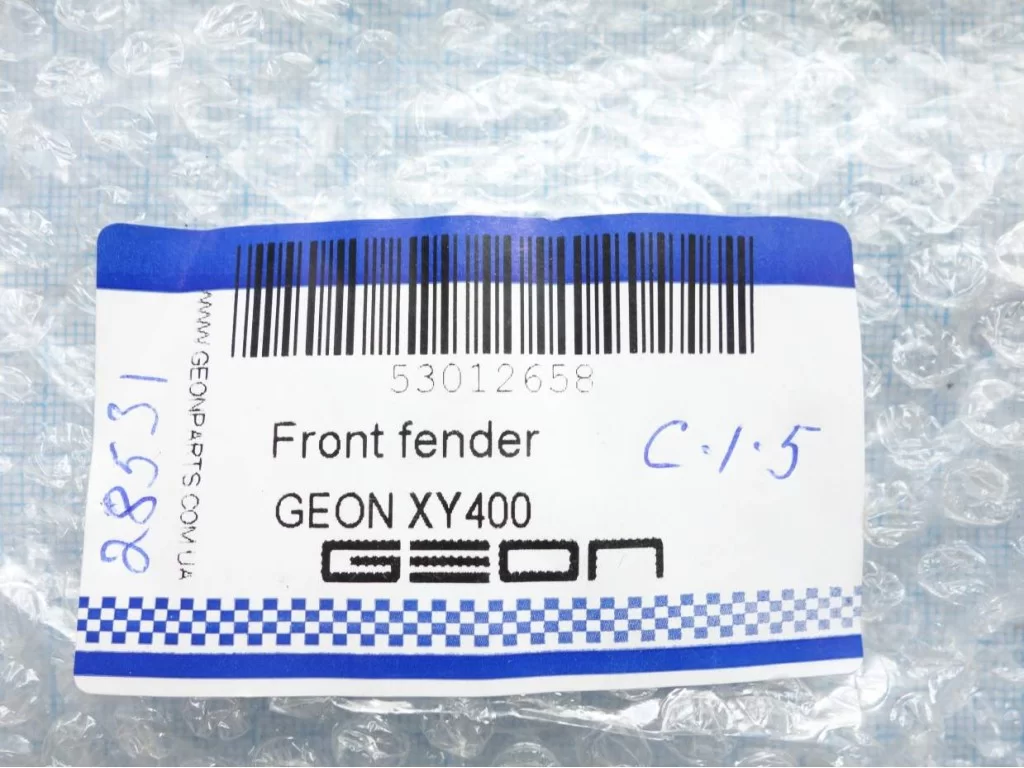 53012658
Front fender
C.1.5
GEON XY400
GEON
WWW.GEONPARTS.COM.UA
28531